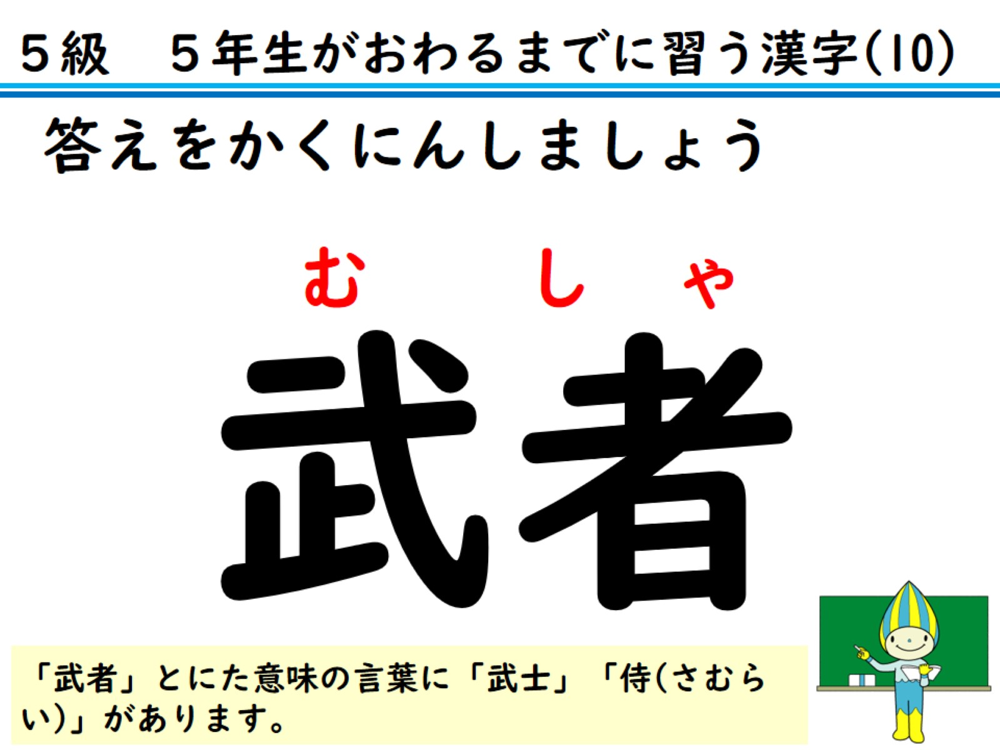 ５級　５年生がおわるまでに習う漢字(10)
答えをかくにんしましょう
む　し　ゃ
武者
「武者」とにた意味の言葉に「武士」「侍(さむら
い)」があります。